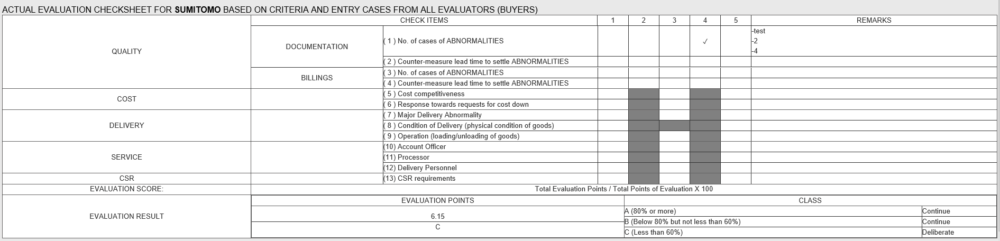 ACTUAL EVALUATION CHECKSHEET FOR SUMITOMO BASED ON CRITERIA AND ENTRY CASES FROM ALL EVALUATORS (BUYERS)
CHECK ITEMS 1 2 3 4 5 REMARKS
QUALITY
DOCUMENTATION
( 1 ) No. of cases of ABNORMALITIES ✓
-test
-2
-4
( 2 ) Counter-measure lead time to settle ABNORMALITIES
BILLINGS
( 3 ) No. of cases of ABNORMALITIES
( 4 ) Counter-measure lead time to settle ABNORMALITIES
COST
( 5 ) Cost competitiveness
( 6 ) Response towards requests for cost down
DELIVERY
( 7 ) Major Delivery Abnormality
( 8 ) Condition of Delivery (physical condition of goods)
( 9 ) Operation (loading/unloading of goods)
SERVICE
(10) Account Officer
(11) Processor
(12) Delivery Personnel
CSR
(13) CSR requirements
EVALUATION SCORE: Total Evaluation Points / Total Points of Evaluation X 100
EVALUATION RESULT
EVALUATION POINTS
6.15
C
CLASS
A (80% or more) Continue
B (Below 80% but not less than 60%) Continue
C (Less than 60%) Deliberate